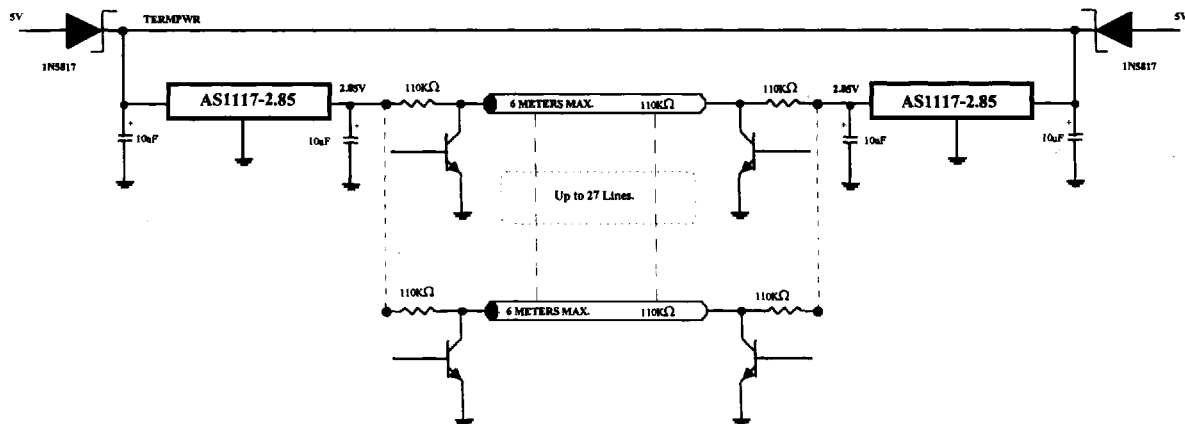 5V
TERMPWR
5V
1N5817
1N5817
AS1117-2.85
2.85V
110KΩ
6 METERS MAX.
110KΩ
110KΩ
2.85V
AS1117-2.85
+
10uF
+
10uF
+
10uF
+
10uF
Up to 27 Lines.
110KΩ
6 METERS MAX.
110KΩ
110KΩ